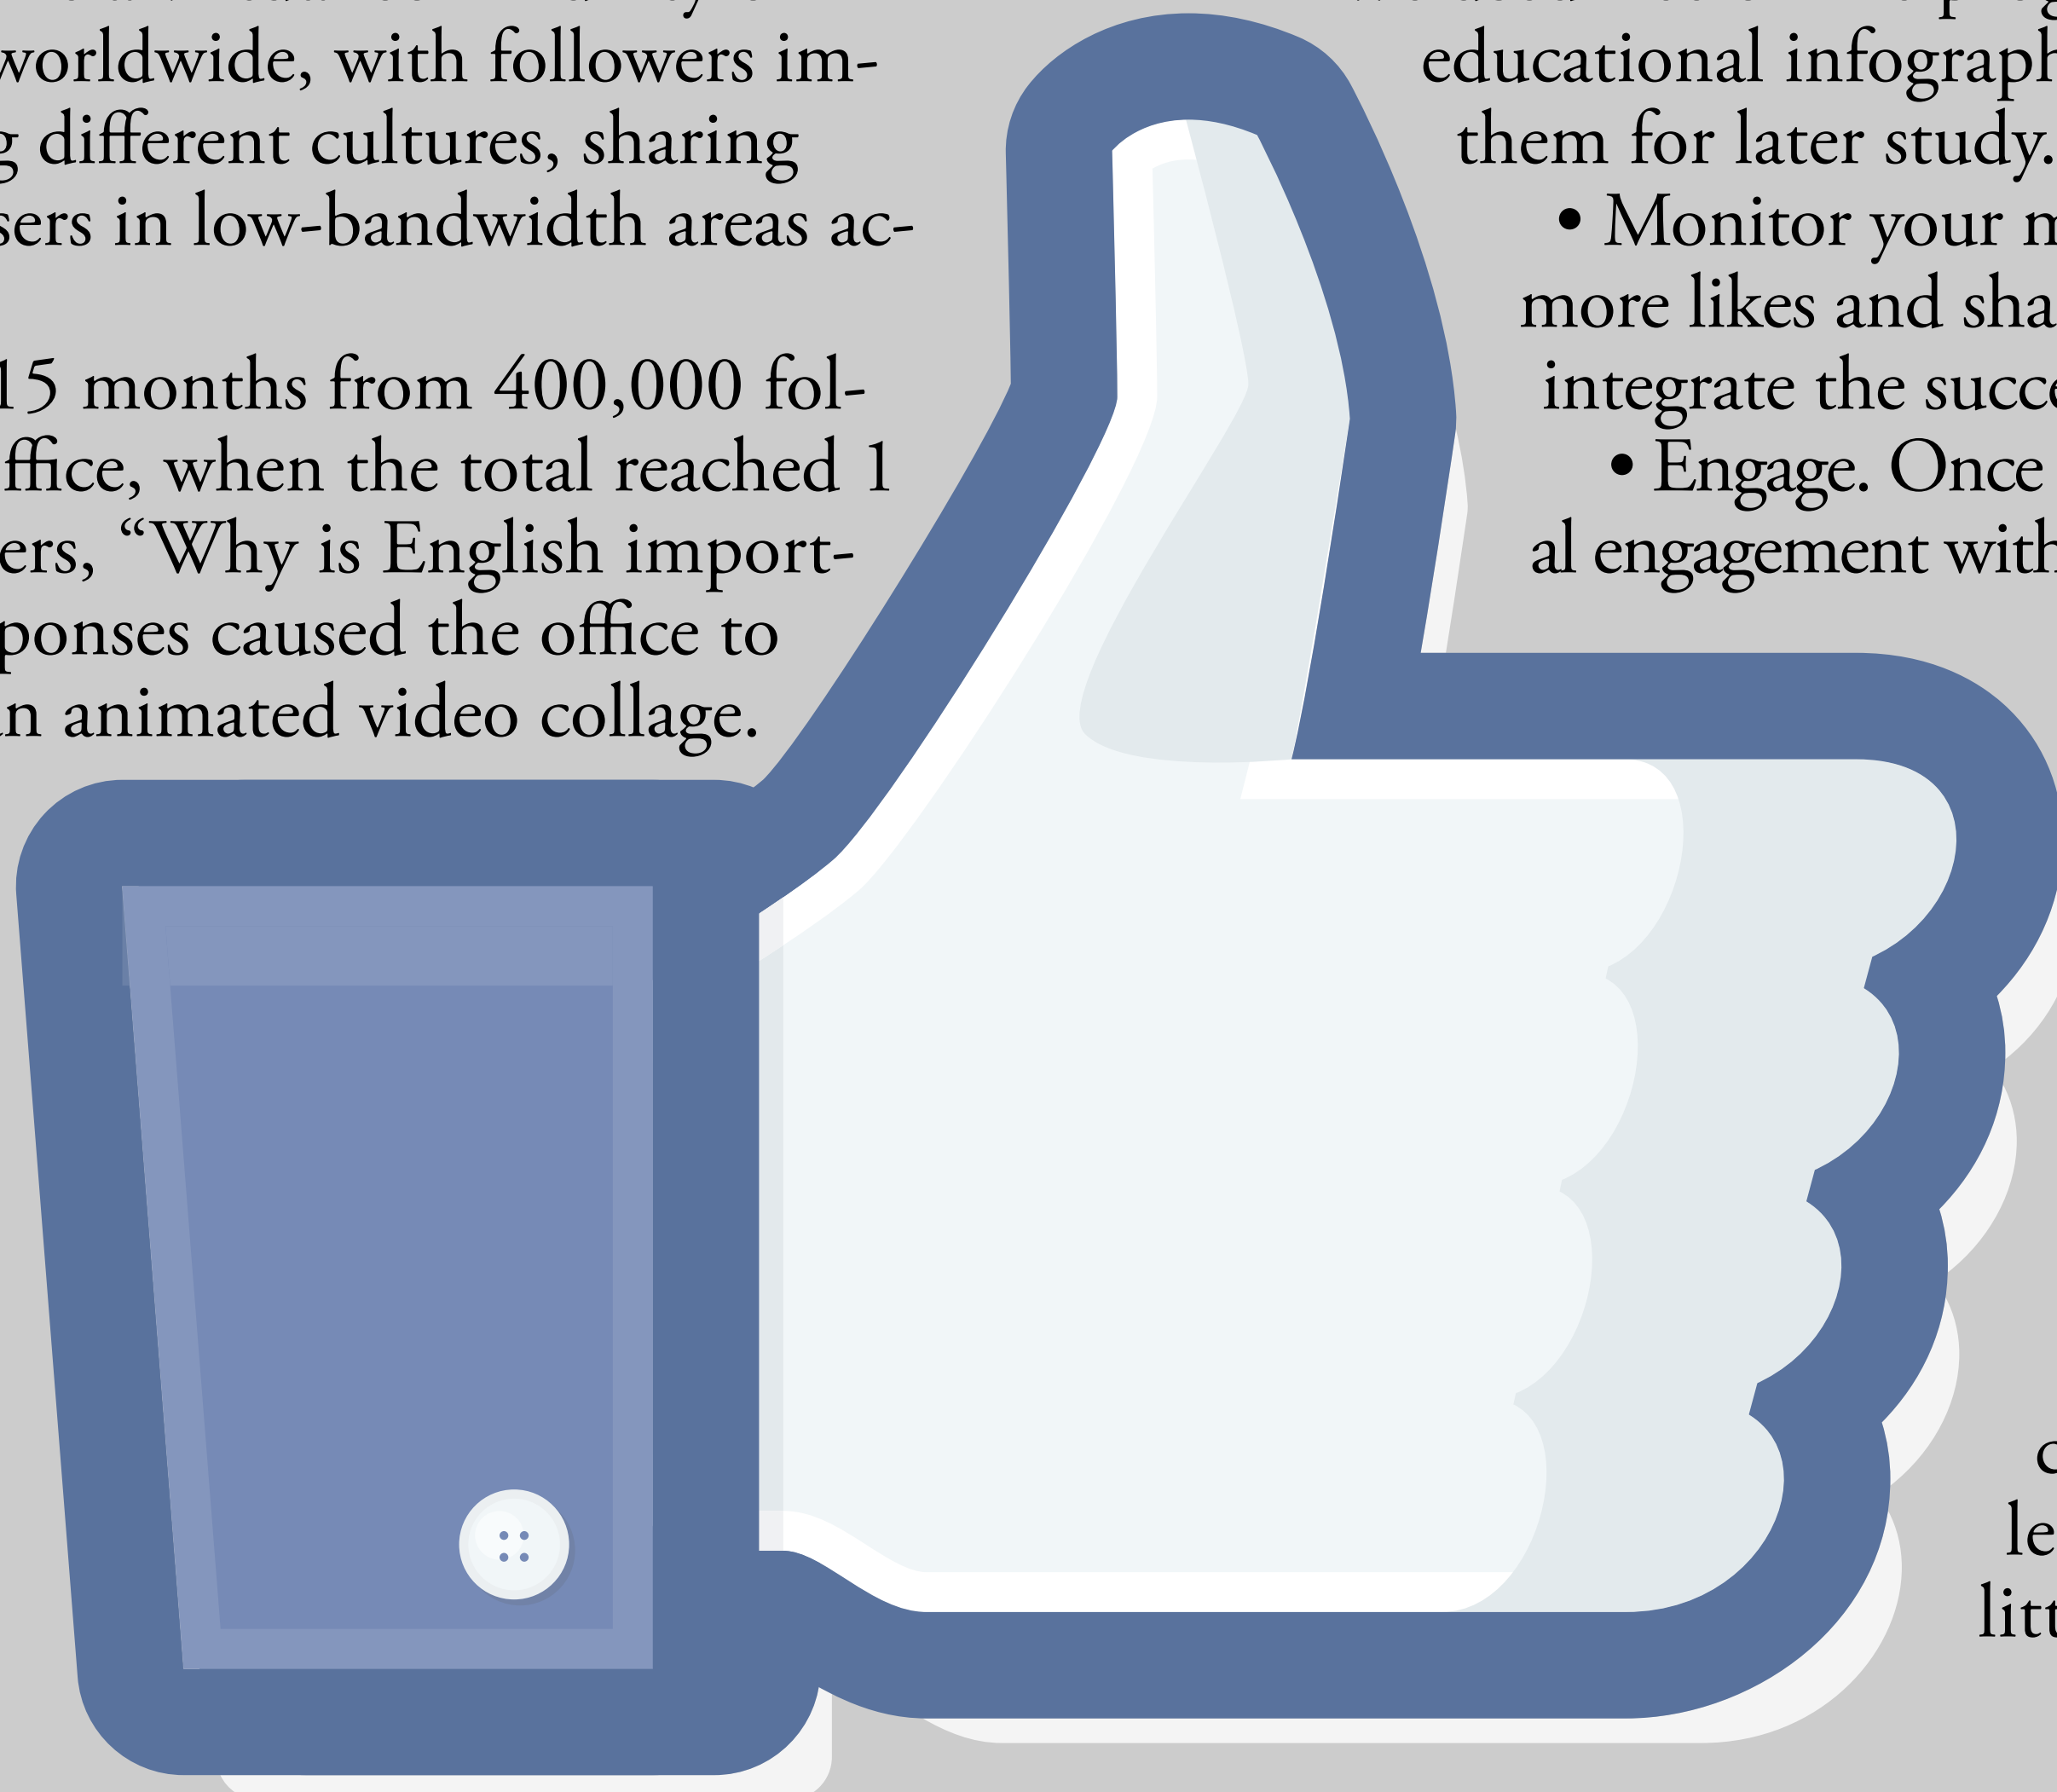 worldwide, with followers im-
g different cultures, sharing
sers in low-bandwidth areas ac-
15 months from 400,000 fol-
ffice, when the total reached 1
es, “Why is English import-
ponses caused the office to
n animated video collage.
educational infograph
them for later study.
• Monitor your m
more likes and sha
integrate the succe
• Engage. Once
al engagement with
le
litt